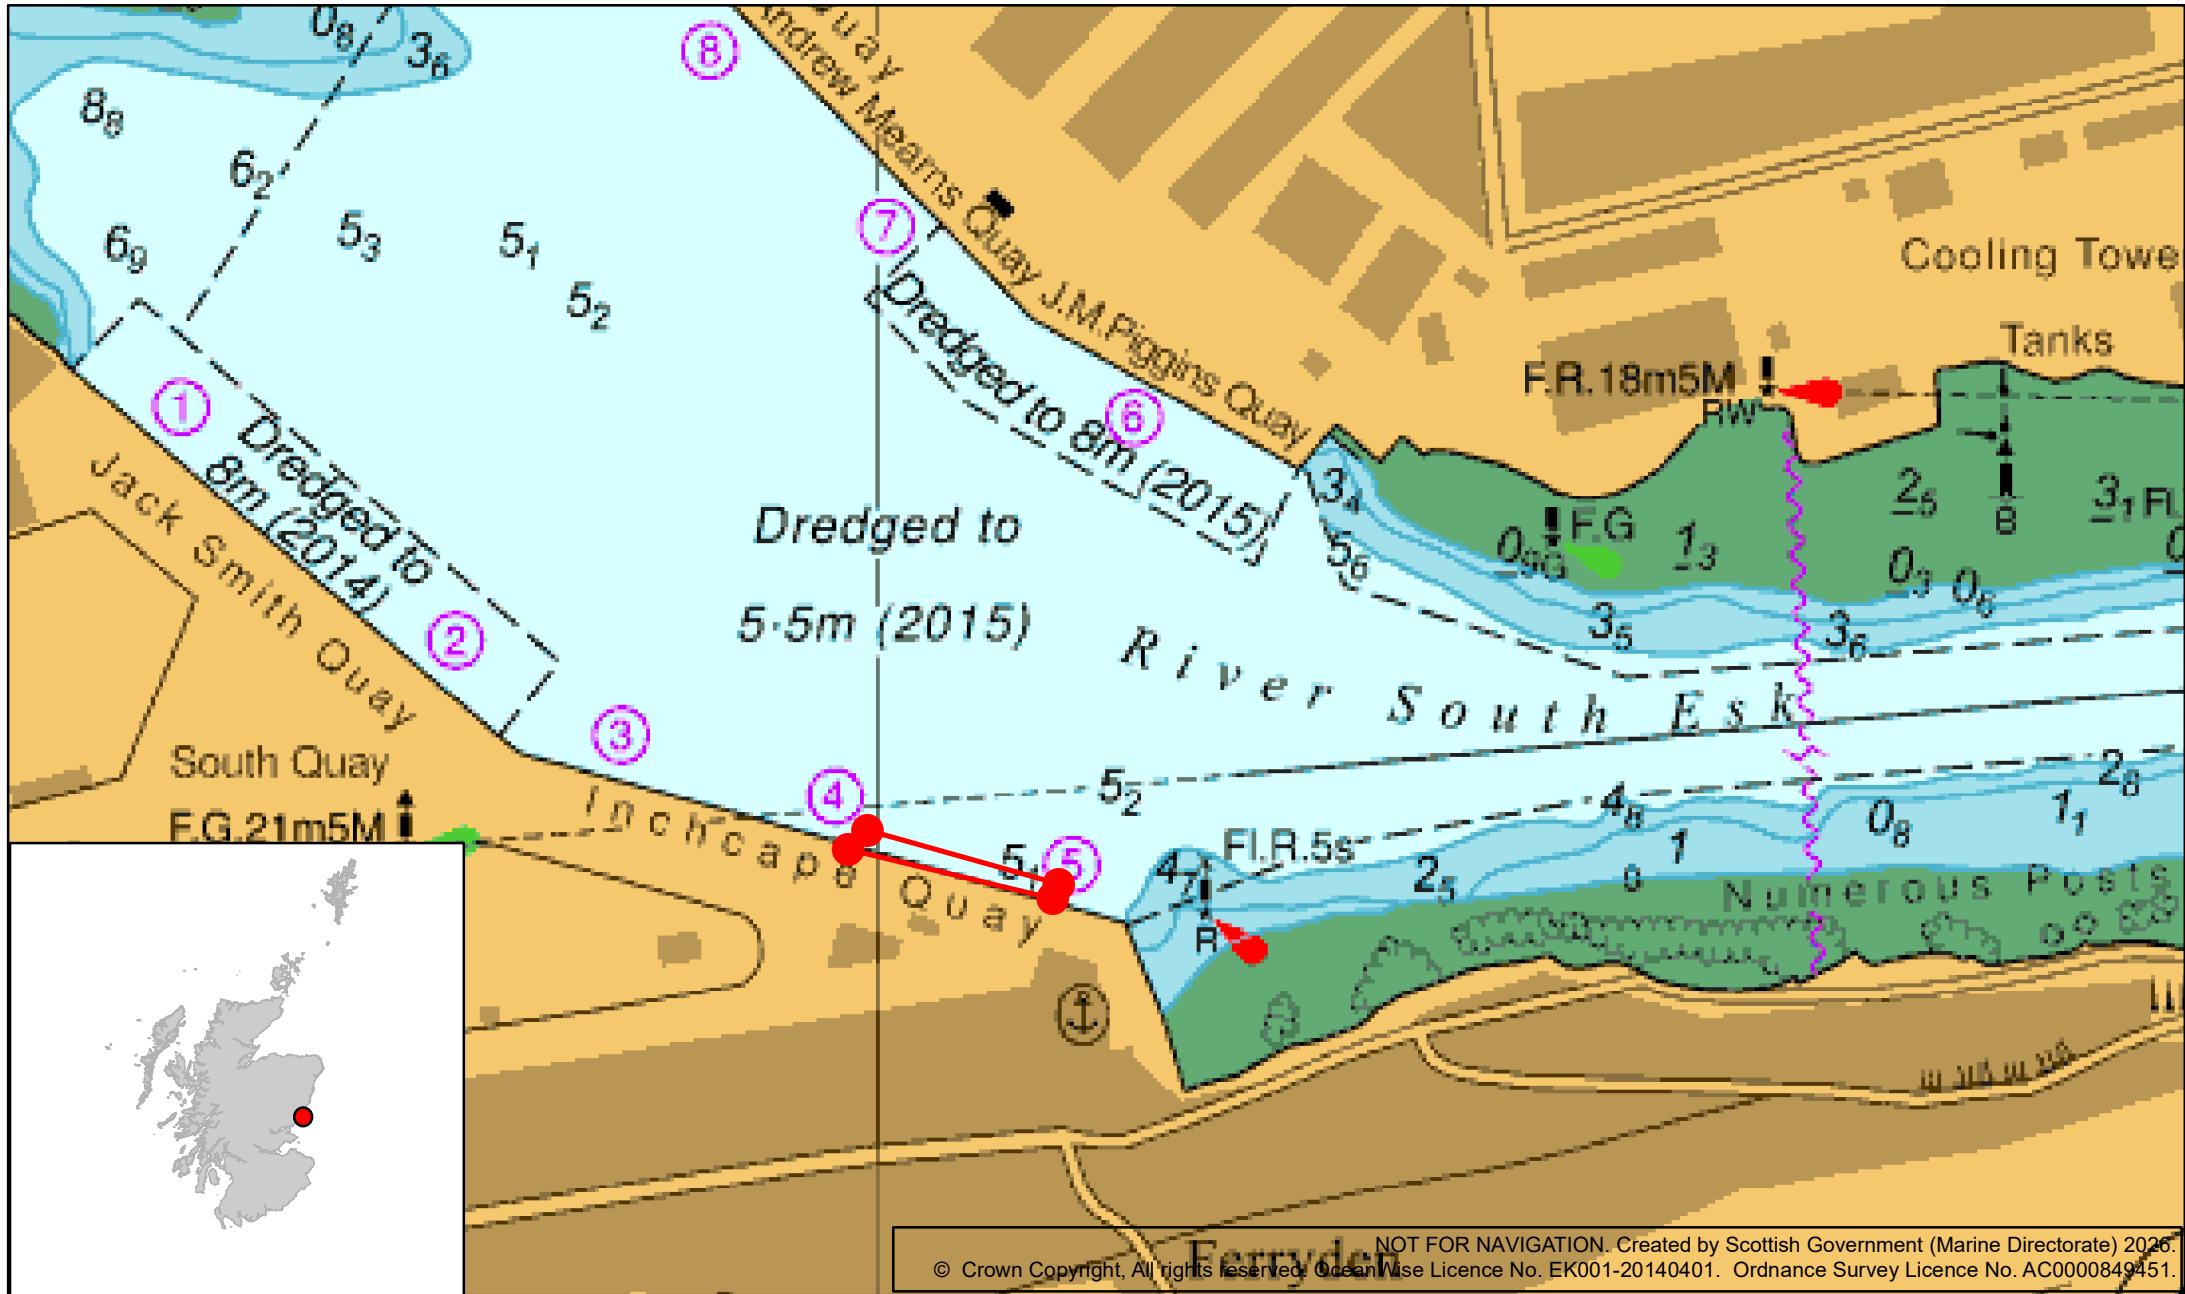 Quay
Andrew Mearns Quay
J.M.Piggins Quay
0₈
3₆
8₈
6₂
6₉
5₃
5₁
5₂
8
7
6
1
2
3
4
5
Dredged to 8m (2015)
Dredged to
8m (2014)
Jack Smith Quay
Dredged to
5·5m (2015)
River South Esk
Cooling Towe
Tanks
F.R.18m5M
RW
F.G
G
0₉
1₃
2₅
3₁
Fl.
B
0₃
0₆
0
3₄
5₆
3₅
3₆
South Quay
F.G.21m5M
Inchcape Quay
5₂
5
4₇
Fl.R.5s
R
2₅
4₈
1
0₈
1₁
2₈
Numerous Posts
Ferryden
NOT FOR NAVIGATION. Created by Scottish Government (Marine Directorate) 2026.
© Crown Copyright, All rights reserved. OceanWise Licence No. EK001-20140401. Ordnance Survey Licence No. AC0000849451.